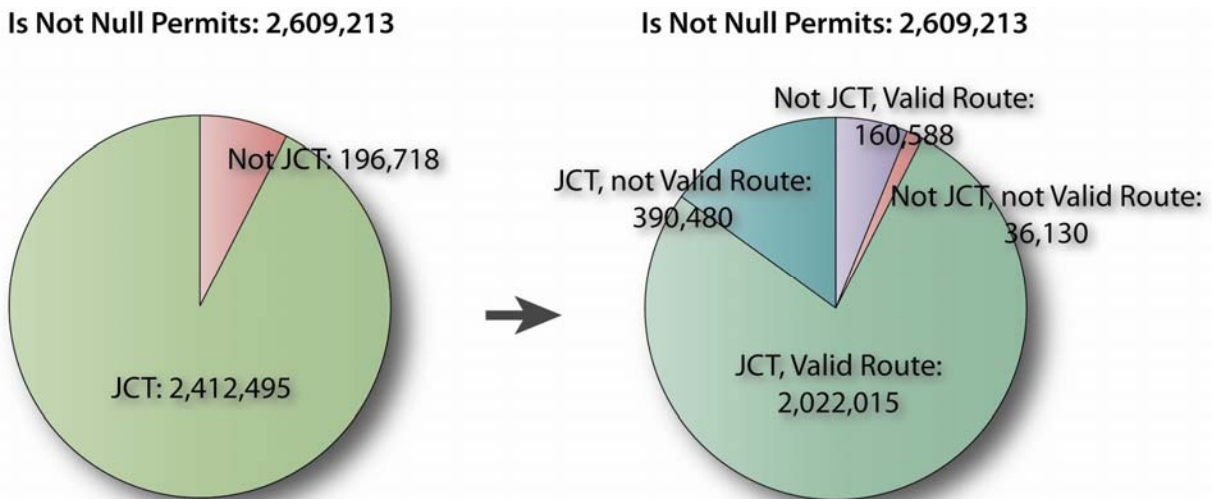 Is Not Null Permits: 2,609,213
Not JCT: 196,718
JCT: 2,412,495
Is Not Null Permits: 2,609,213
Not JCT, Valid Route:
160,588
JCT, not Valid Route:
390,480
Not JCT, not Valid Route:
36,130
JCT, Valid Route:
2,022,015